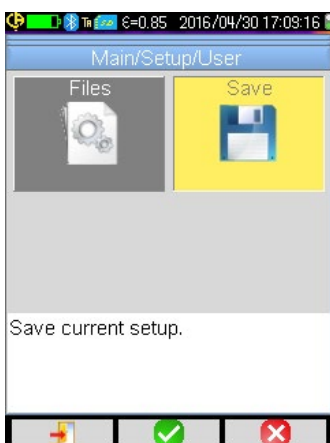 ε=0.85 2016/04/30 17:09:16
Main/Setup/User
Files Save
Save current setup.